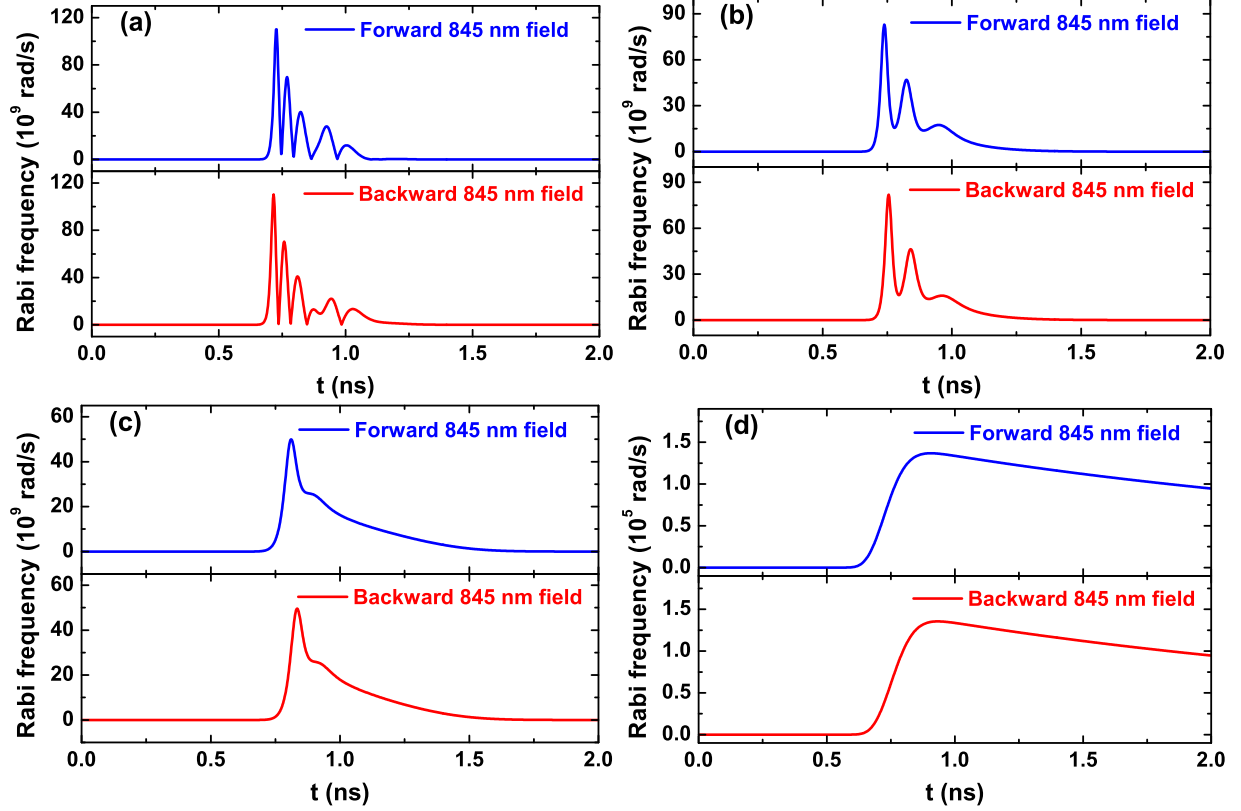 (a)
Forward 845 nm field
120
80
40
0
Backward 845 nm field
120
80
40
0
Rabi frequency (10⁹ rad/s)
0.0 0.5 1.0 1.5 2.0
t (ns)
(b)
Forward 845 nm field
90
60
30
0
Backward 845 nm field
90
60
30
0
Rabi frequency (10⁹ rad/s)
0.0 0.5 1.0 1.5 2.0
t (ns)
(c)
Forward 845 nm field
60
40
20
0
Backward 845 nm field
60
40
20
0
Rabi frequency (10⁹ rad/s)
0.0 0.5 1.0 1.5 2.0
t (ns)
(d)
Forward 845 nm field
1.5
1.0
0.5
0.0
Backward 845 nm field
1.5
1.0
0.5
0.0
Rabi frequency (10⁵ rad/s)
0.0 0.5 1.0 1.5 2.0
t (ns)